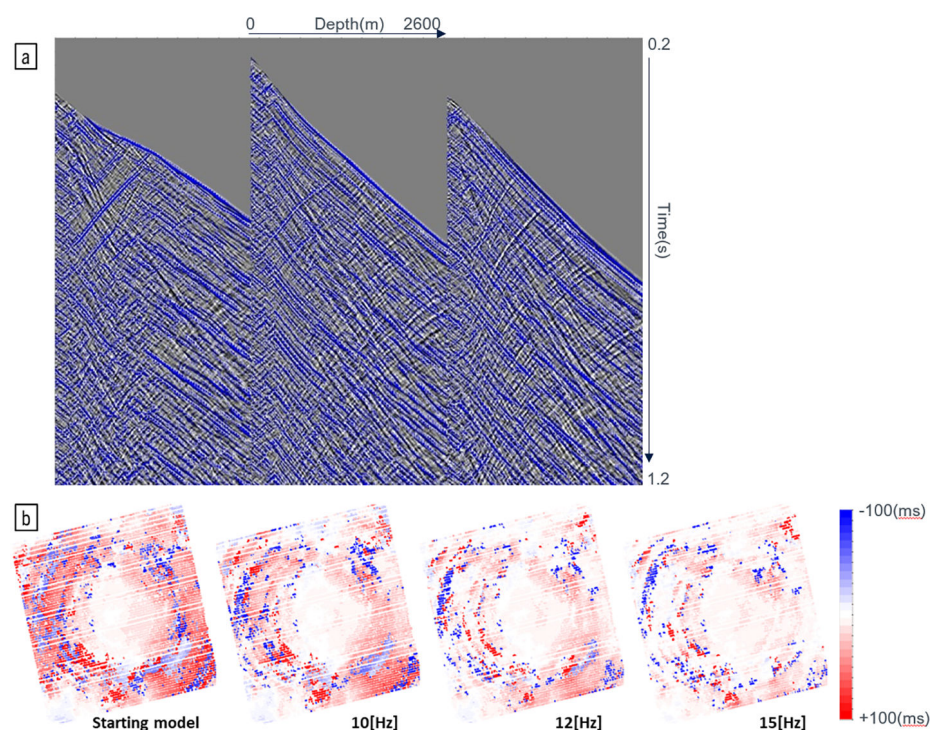 0 Depth(m) 2600
a
0.2
Time(s)
1.2
b
-100(ms)
+100(ms)
Starting model 10[Hz] 12[Hz] 15[Hz]